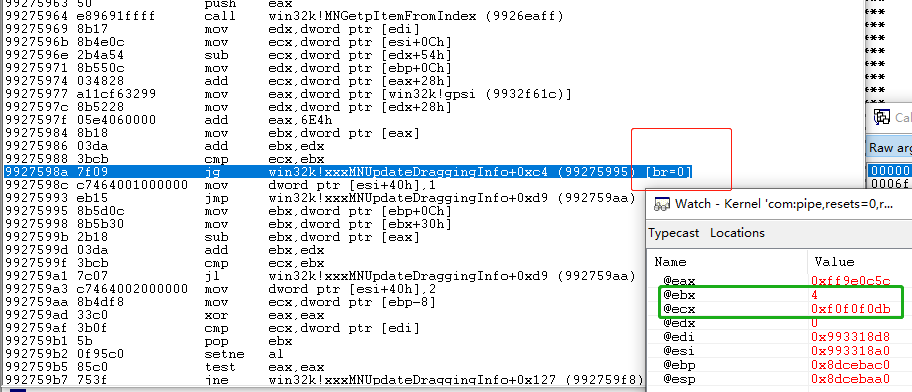 99275963 50 push eax
99275964 e89691ffff call win32k!MNGetpItemFromIndex (9926eaff)
99275969 8b17 mov edx,dword ptr [edi]
9927596b 8b4e0c mov ecx,dword ptr [esi+0Ch]
9927596e 2b4a54 sub ecx,dword ptr [edx+54h]
99275971 8b550c mov edx,dword ptr [ebp+0Ch]
99275974 034828 add ecx,dword ptr [eax+28h]
99275977 a11cf63299 mov eax,dword ptr [win32k!gpsi (9932f61c)]
9927597c 8b5228 mov edx,dword ptr [edx+28h]
9927597f 05e4060000 add eax,6E4h
99275984 8b18 mov ebx,dword ptr [eax]
99275986 03da add ebx,edx
99275988 3bcb cmp ecx,ebx
9927598a 7f09 jg win32k!xxxMNUpdateDraggingInfo+0xc4 (99275995) [br=0]
9927598c c7464001000000 mov dword ptr [esi+40h],1
99275993 eb15 jmp win32k!xxxMNUpdateDraggingInfo+0xd9 (992759aa)
99275995 8b5d0c mov ebx,dword ptr [ebp+0Ch]
99275998 8b5b30 mov ebx,dword ptr [ebx+30h]
9927599b 2b18 sub ebx,dword ptr [eax]
9927599d 03da add ebx,edx
9927599f 3bcb cmp ecx,ebx
992759a1 7c07 jl win32k!xxxMNUpdateDraggingInfo+0xd9 (992759aa)
992759a3 c7464002000000 mov dword ptr [esi+40h],2
992759aa 8b4df8 mov ecx,dword ptr [ebp-8]
992759ad 33c0 xor eax,eax
992759af 3b0f cmp ecx,dword ptr [edi]
992759b1 5b pop ebx
992759b2 0f95c0 setne al
992759b5 85c0 test eax,eax
992759b7 753f jne win32k!xxxMNUpdateDraggingInfo+0x127 (992759f8)
***
***
***
***
***
***
Cal
Raw arg
00000
0006f
Watch - Kernel 'com:pipe,resets=0,r...
Typecast Locations
Name Value
@eax 0xff9e0c5c
@ebx 4
@ecx 0xf0f0f0db
@edx 0
@edi 0x993318d8
@esi 0x993318a0
@ebp 0x8dcebac0
@esp 0x8dcebaa0